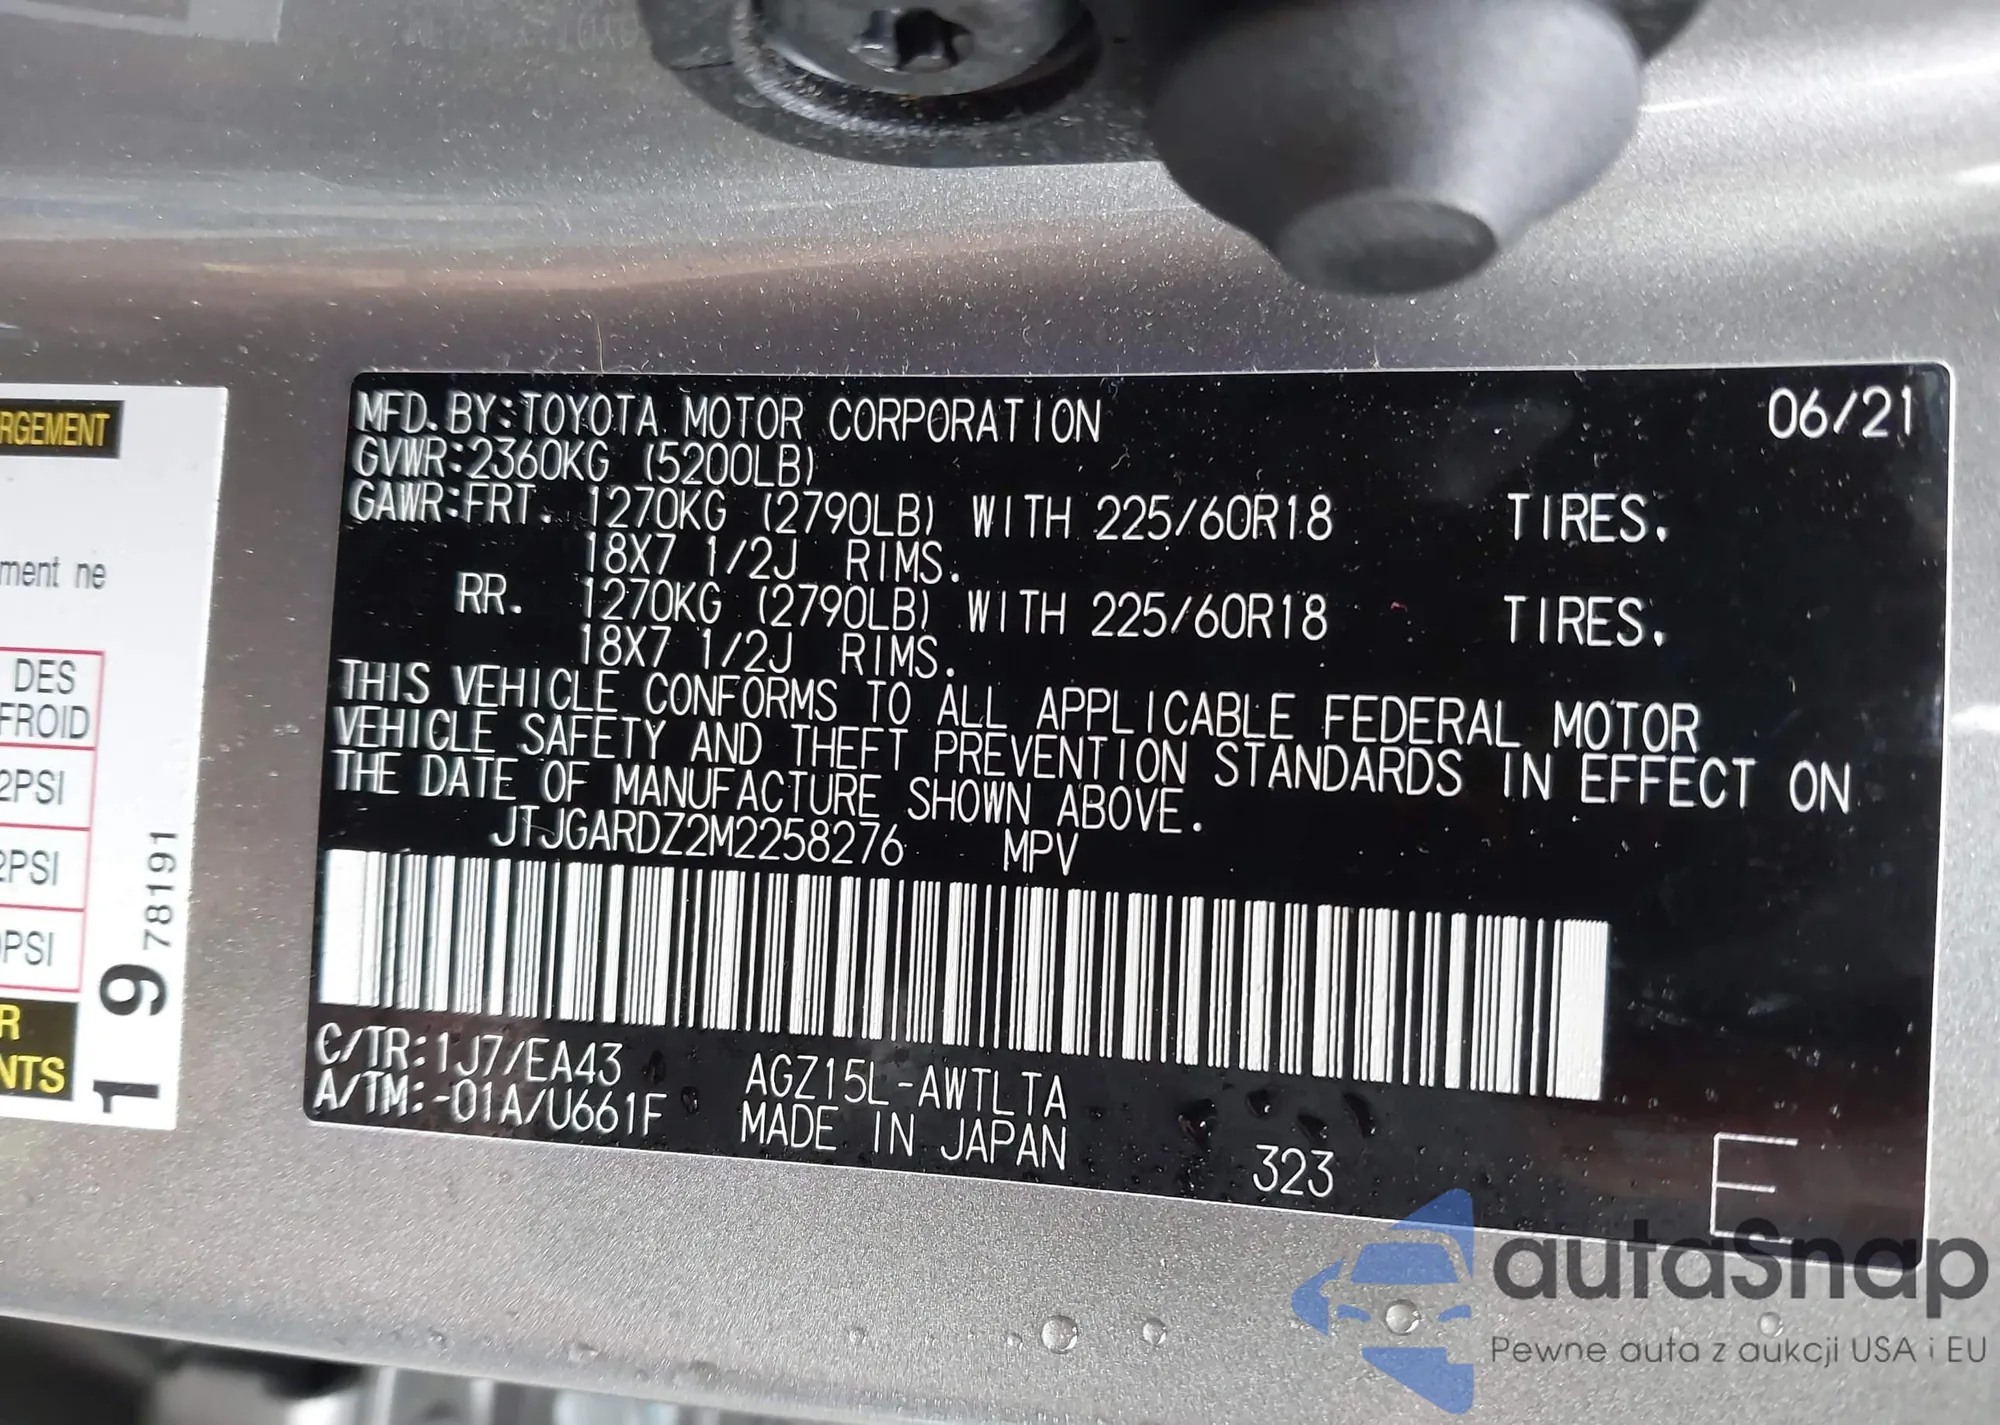 RGEMENT
ment ne
DES
FROID
2PSI
2PSI
PSI
R
NTS
19 78191
MFD. BY:TOYOTA MOTOR CORPORATION 06/21
GVWR:2360KG (5200LB)
GAWR:FRT. 1270KG (2790LB) WITH 225/60R18 TIRES.
18X7 1/2J RIMS.
RR. 1270KG (2790LB) WITH 225/60R18 TIRES.
18X7 1/2J RIMS.
THIS VEHICLE CONFORMS TO ALL APPLICABLE FEDERAL MOTOR
VEHICLE SAFETY AND THEFT PREVENTION STANDARDS IN EFFECT ON
THE DATE OF MANUFACTURE SHOWN ABOVE.
JTJGARDZ2M2258276 MPV
C/TR:1J7/EA43 AGZ15L-AWTLTA
A/TM:-01A/U661F MADE IN JAPAN
323
E
autaSnap
Pewne auta z aukcji USA i EU